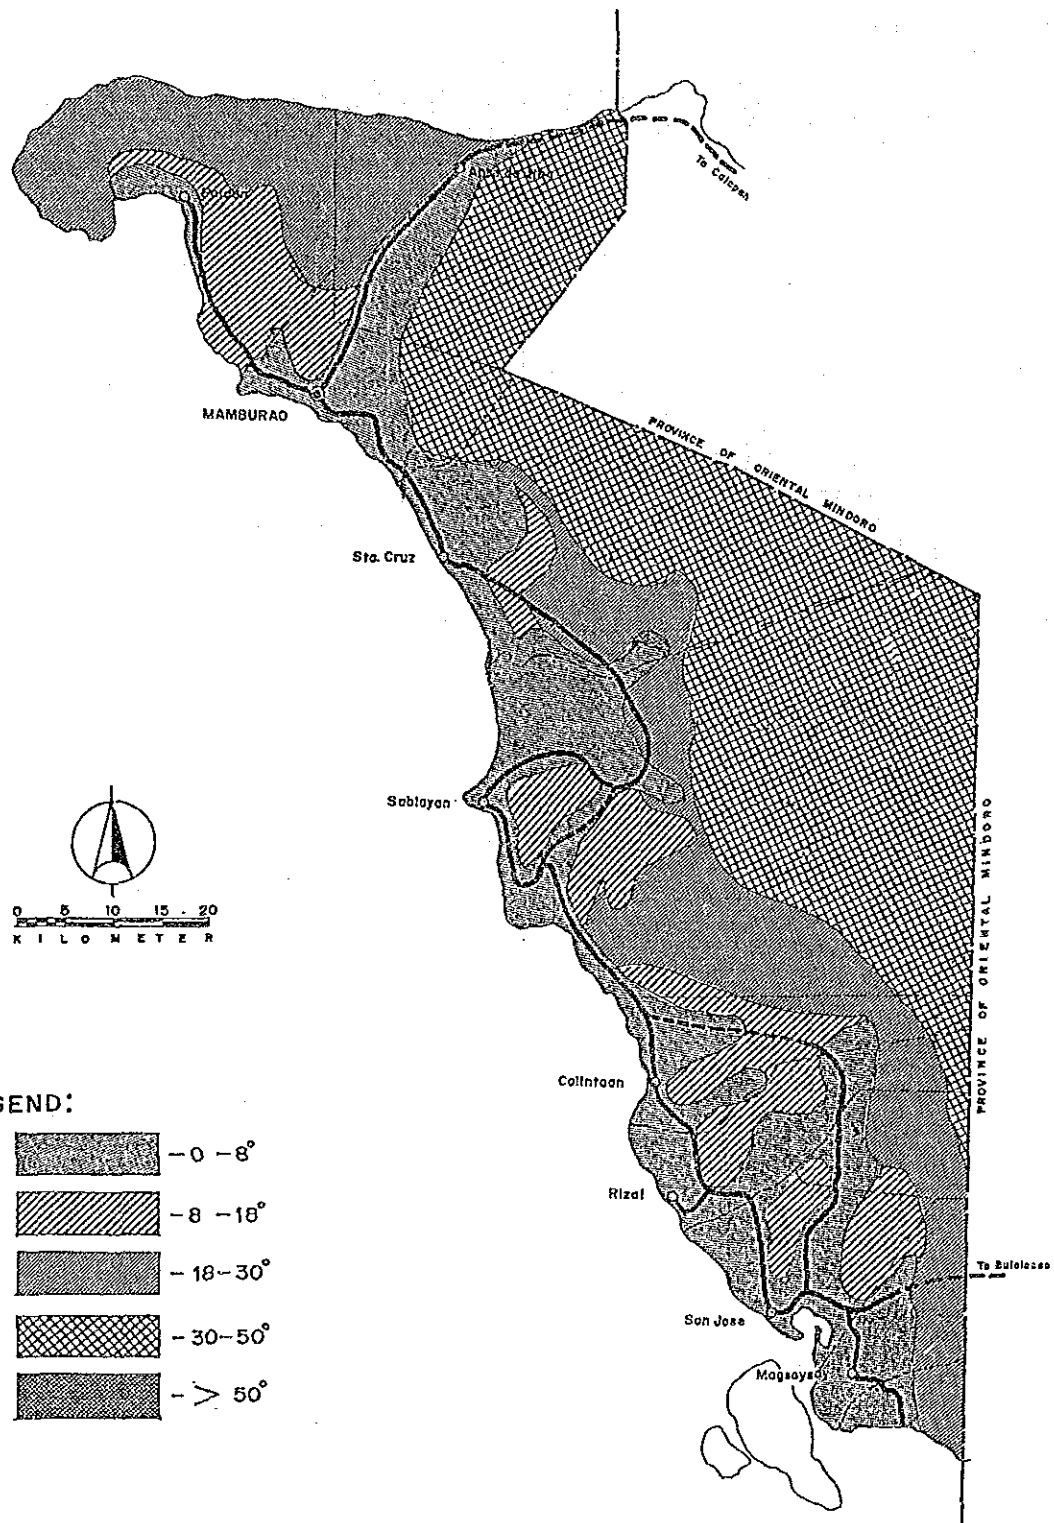 To Calapan
MAMBURAO
PROVINCE OF ORIENTAL MINDORO
Sta. Cruz
Sablayan
0 5 10 15 20
KILOMETER
PROVINCE OF ORIENTAL MINDORO
Calintaan
GEND:
-0 -8°
-8 -18°
-18-30°
-30-50°
-> 50°
Rizal
To
San Jose
Magsaysay